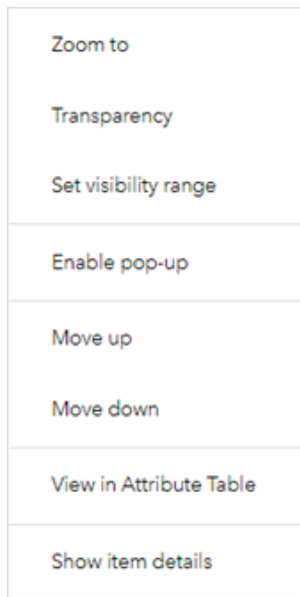 Zoom to
Transparency
Set visibility range
Enable pop-up
Move up
Move down
View in Attribute Table
Show item details